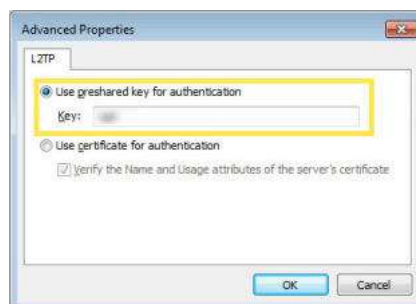 Advanced Properties
L2TP
Use preshared key for authentication
Key:
Use certificate for authentication
Verify the Name and Usage attributes of the server's certificate
OK
Cancel